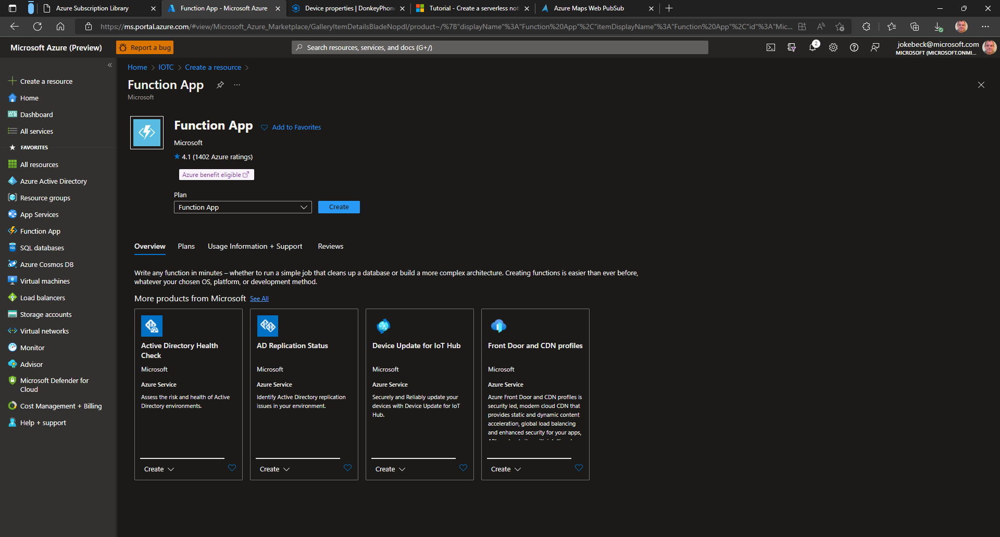 Azure Subscription Library
Function App - Microsoft Azure
Device properties | DonkeyPhon
Tutorial - Create a serverless not
Azure Maps Web PubSub
https://ms.portal.azure.com/#view/Microsoft_Azure_Marketplace/GalleryItemDetailsBladeNopdl/product~/%7B"displayName"%3A"Function%20App"%2C"itemDisplayName"%3A"Function%20App"%2C"id"%3A"Mic...
Microsoft Azure (Preview)
Report a bug
Search resources, services, and docs (G+/)
2
jokebeck@microsoft.com
MICROSOFT (MICROSOFT.ONMI...
Create a resource
Home
Dashboard
All services
FAVORITES
All resources
Azure Active Directory
Resource groups
App Services
Function App
SQL databases
Azure Cosmos DB
Virtual machines
Load balancers
Storage accounts
Virtual networks
Monitor
Advisor
Microsoft Defender for
Cloud
Cost Management + Billing
Help + support
Home > IOTC > Create a resource >
Function App
Microsoft
Function App
Add to Favorites
Microsoft
4.1 (1402 Azure ratings)
Azure benefit eligible
Plan
Function App
Create
Overview
Plans
Usage Information + Support
Reviews
Write any function in minutes – whether to run a simple job that cleans up a database or build a more complex architecture. Creating functions is easier than ever before,
whatever your chosen OS, platform, or development method.
More products from Microsoft See All
Active Directory Health
Check
Microsoft
Azure Service
Assess the risk and health of Active
Directory environments.
Create
AD Replication Status
Microsoft
Azure Service
Identify Active Directory replication
issues in your environment.
Create
Device Update for IoT Hub
Microsoft
Azure Service
Securely and Reliably update your
devices with Device Update for IoT
Hub.
Create
Front Door and CDN profiles
Microsoft
Azure Service
Azure Front Door and CDN profiles is
security led, modern cloud CDN that
provides static and dynamic content
acceleration, global load balancing
and enhanced security for your apps,
Create